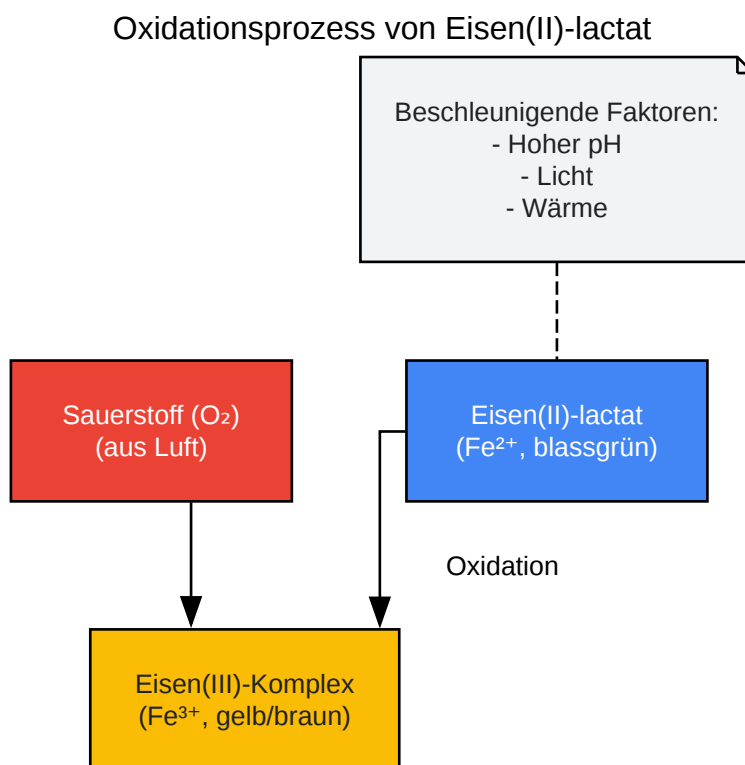 Oxidationsprozess von Eisen(II)-lactat
Beschleunigende Faktoren:
- Hoher pH
- Licht
- Wärme
Sauerstoff (O₂)
(aus Luft)
Eisen(II)-lactat
(Fe²⁺, blassgrün)
Oxidation
Eisen(III)-Komplex
(Fe³⁺, gelb/braun)